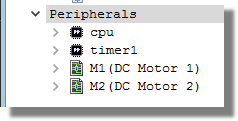 Peripherals
cpu
timer1
M1(DC Motor 1)
M2(DC Motor 2)